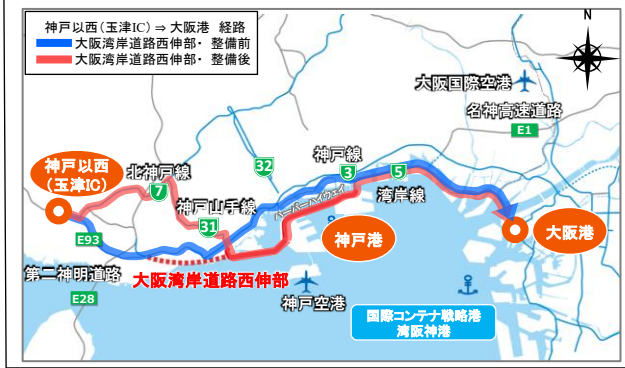 神戸以西(玉津IC) ⇒ 大阪港 経路
大阪湾岸道路西伸部・ 整備前
大阪湾岸道路西伸部・ 整備後
N
大阪国際空港
名神高速道路
E1
神戸以西
(玉津IC)
北神戸線
7
32
神戸線
3
5
湾岸線
神戸山手線
31
ハーバーハイウェイ
神戸港
大阪港
E93
第二神明道路
E28
大阪湾岸道路西伸部
神戸空港
国際コンテナ戦略港
湾阪神港